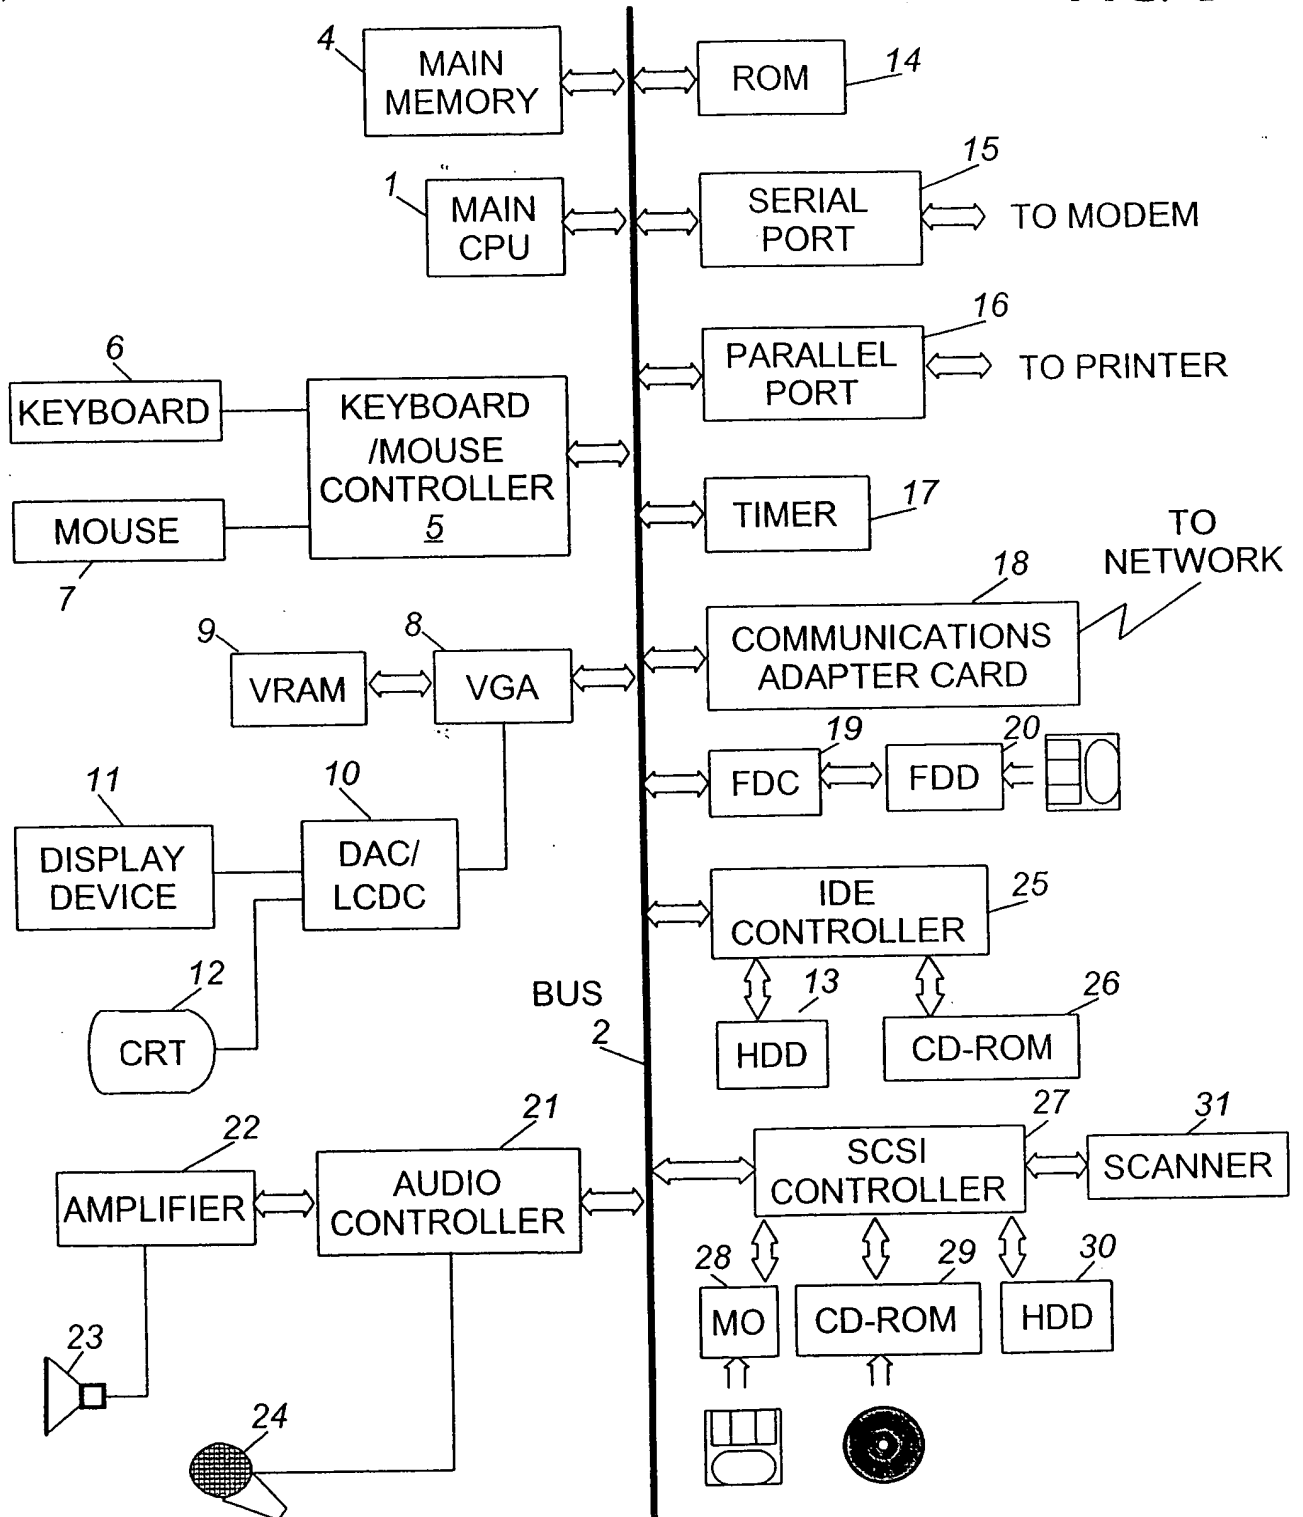 4
MAIN
MEMORY
ROM
14
1
MAIN
CPU
15
SERIAL
PORT
TO MODEM
16
PARALLEL
PORT
TO PRINTER
6
KEYBOARD
KEYBOARD
/MOUSE
CONTROLLER
5
MOUSE
7
TIMER
17
TO
NETWORK
18
COMMUNICATIONS
ADAPTER CARD
9
VRAM
8
VGA
19
FDC
20
FDD
11
DISPLAY
DEVICE
10
DAC/
LCDC
IDE
CONTROLLER
25
12
CRT
BUS
2
13
HDD
26
CD-ROM
22
AMPLIFIER
21
AUDIO
CONTROLLER
27
SCSI
CONTROLLER
31
SCANNER
28
MO
29
CD-ROM
30
HDD
23
24